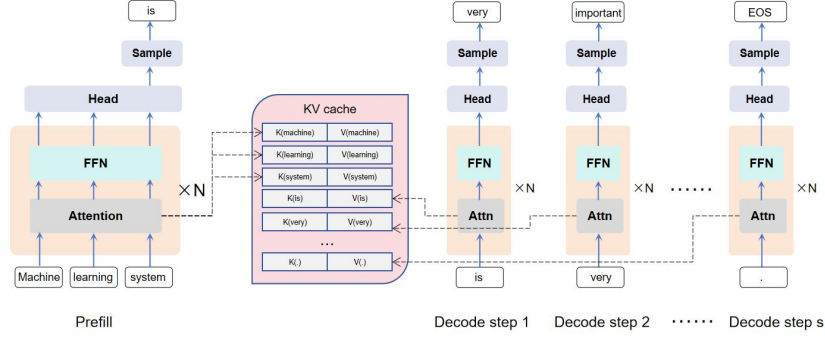 is
very
important
EOS
Sample
Sample
Sample
Sample
Head
Head
Head
Head
KV cache
K(machine) V(machine)
K(learning) V(learning)
K(system) V(system)
K(is) V(is)
K(very) V(very)
...
K(.) V(.)
FFN
×N
Attention
FFN
×N
Attn
FFN
×N
Attn
......
FFN
×N
Attn
Machine
learning
system
is
very
.
Prefill
Decode step 1
Decode step 2
......
Decode step s